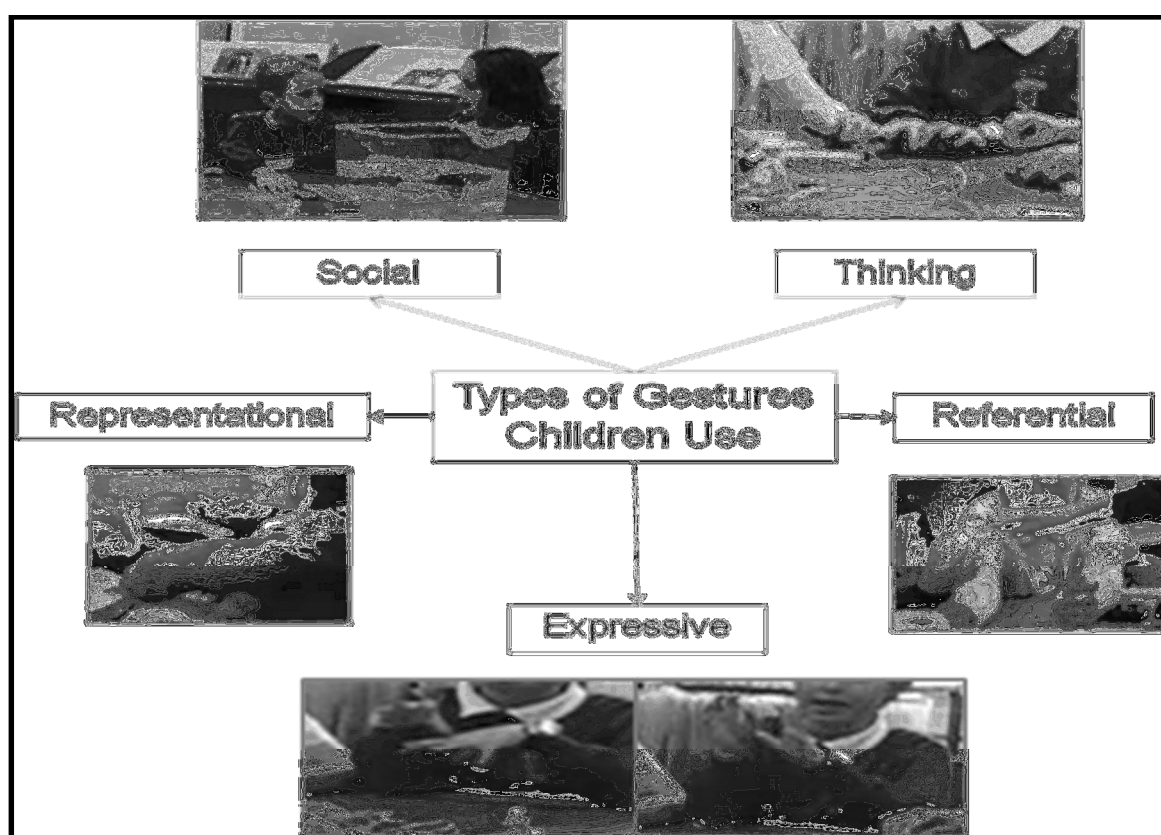 Social
Thinking
Types of Gestures
Children Use
Representational
Referential
Expressive